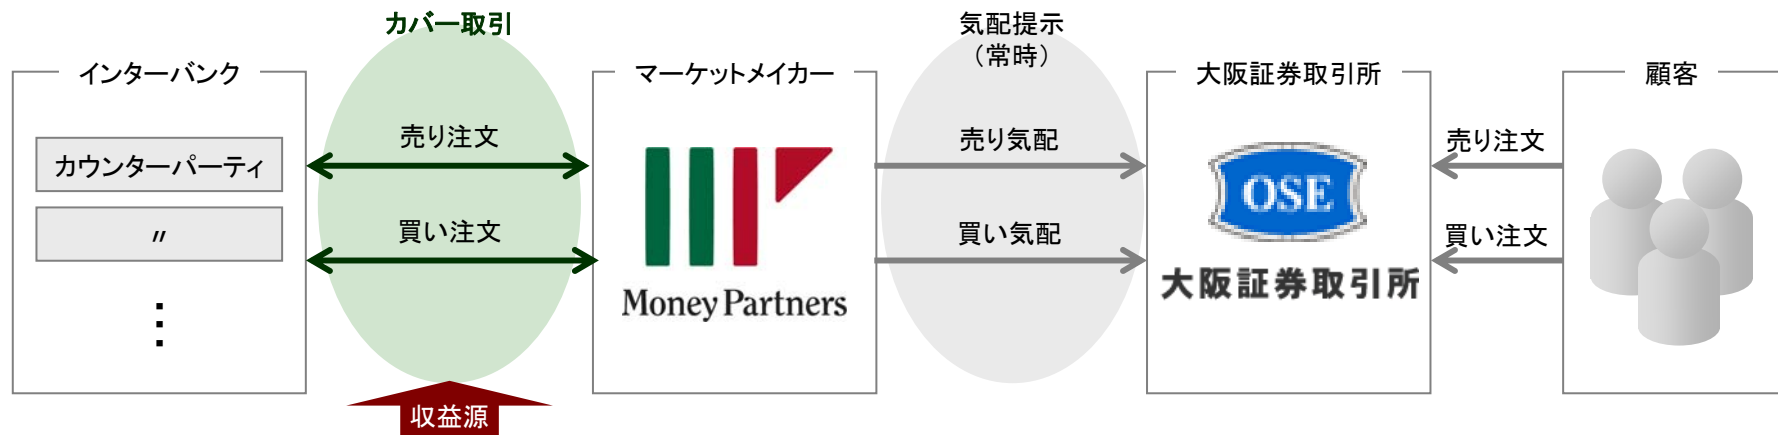 カバー取引
気配提示
（常時）
インターバンク
マーケットメイカー
大阪証券取引所
顧客
カウンターパーティ
〃
⋮
売り注文
買い注文
Money Partners
売り気配
買い気配
OSE
大阪証券取引所
売り注文
買い注文
収益源